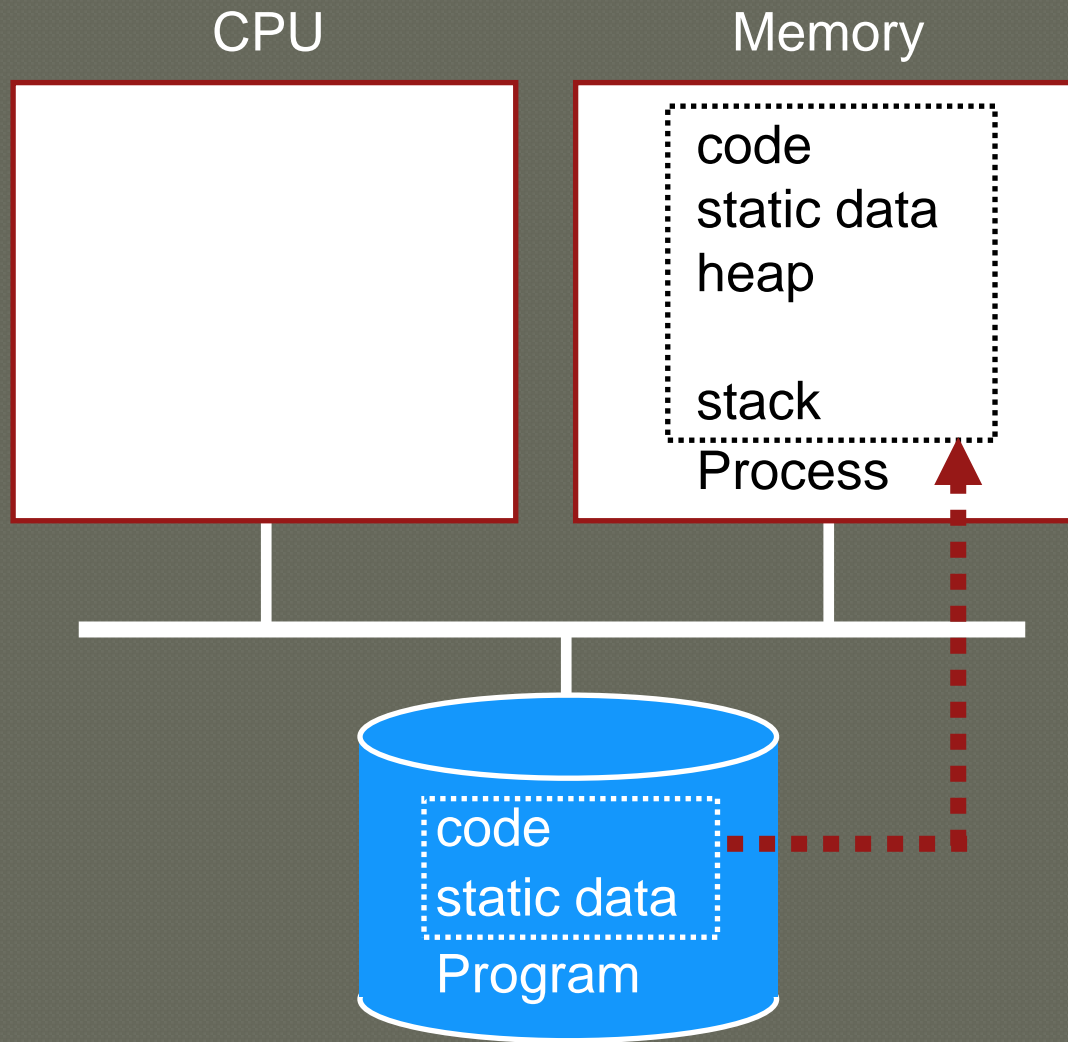 CPU
Memory
code
static data
heap
stack
Process
code
static data
Program